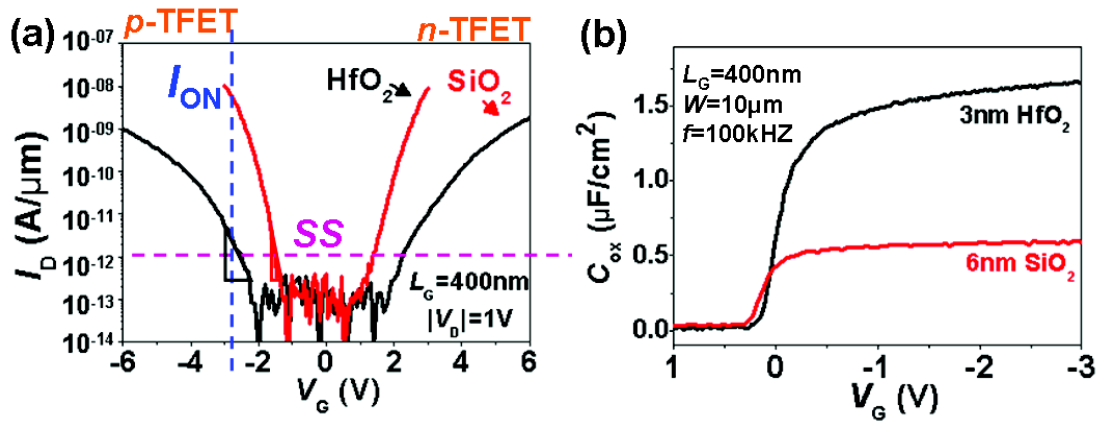 (a)
p-TFET
n-TFET
10⁻⁰⁷
10⁻⁰⁸
10⁻⁰⁹
10⁻¹⁰
10⁻¹¹
10⁻¹²
10⁻¹³
10⁻¹⁴
I_D (A/μm)
I_ON
HfO₂
SiO₂
SS
L_G=400nm
|V_D|=1V
-6 -4 -2 0 2 4 6
V_G (V)
(b)
L_G=400nm
W=10μm
f=100kHZ
3nm HfO₂
6nm SiO₂
1.5
1.0
0.5
0.0
C_ox (μF/cm²)
1 0 -1 -2 -3
V_G (V)